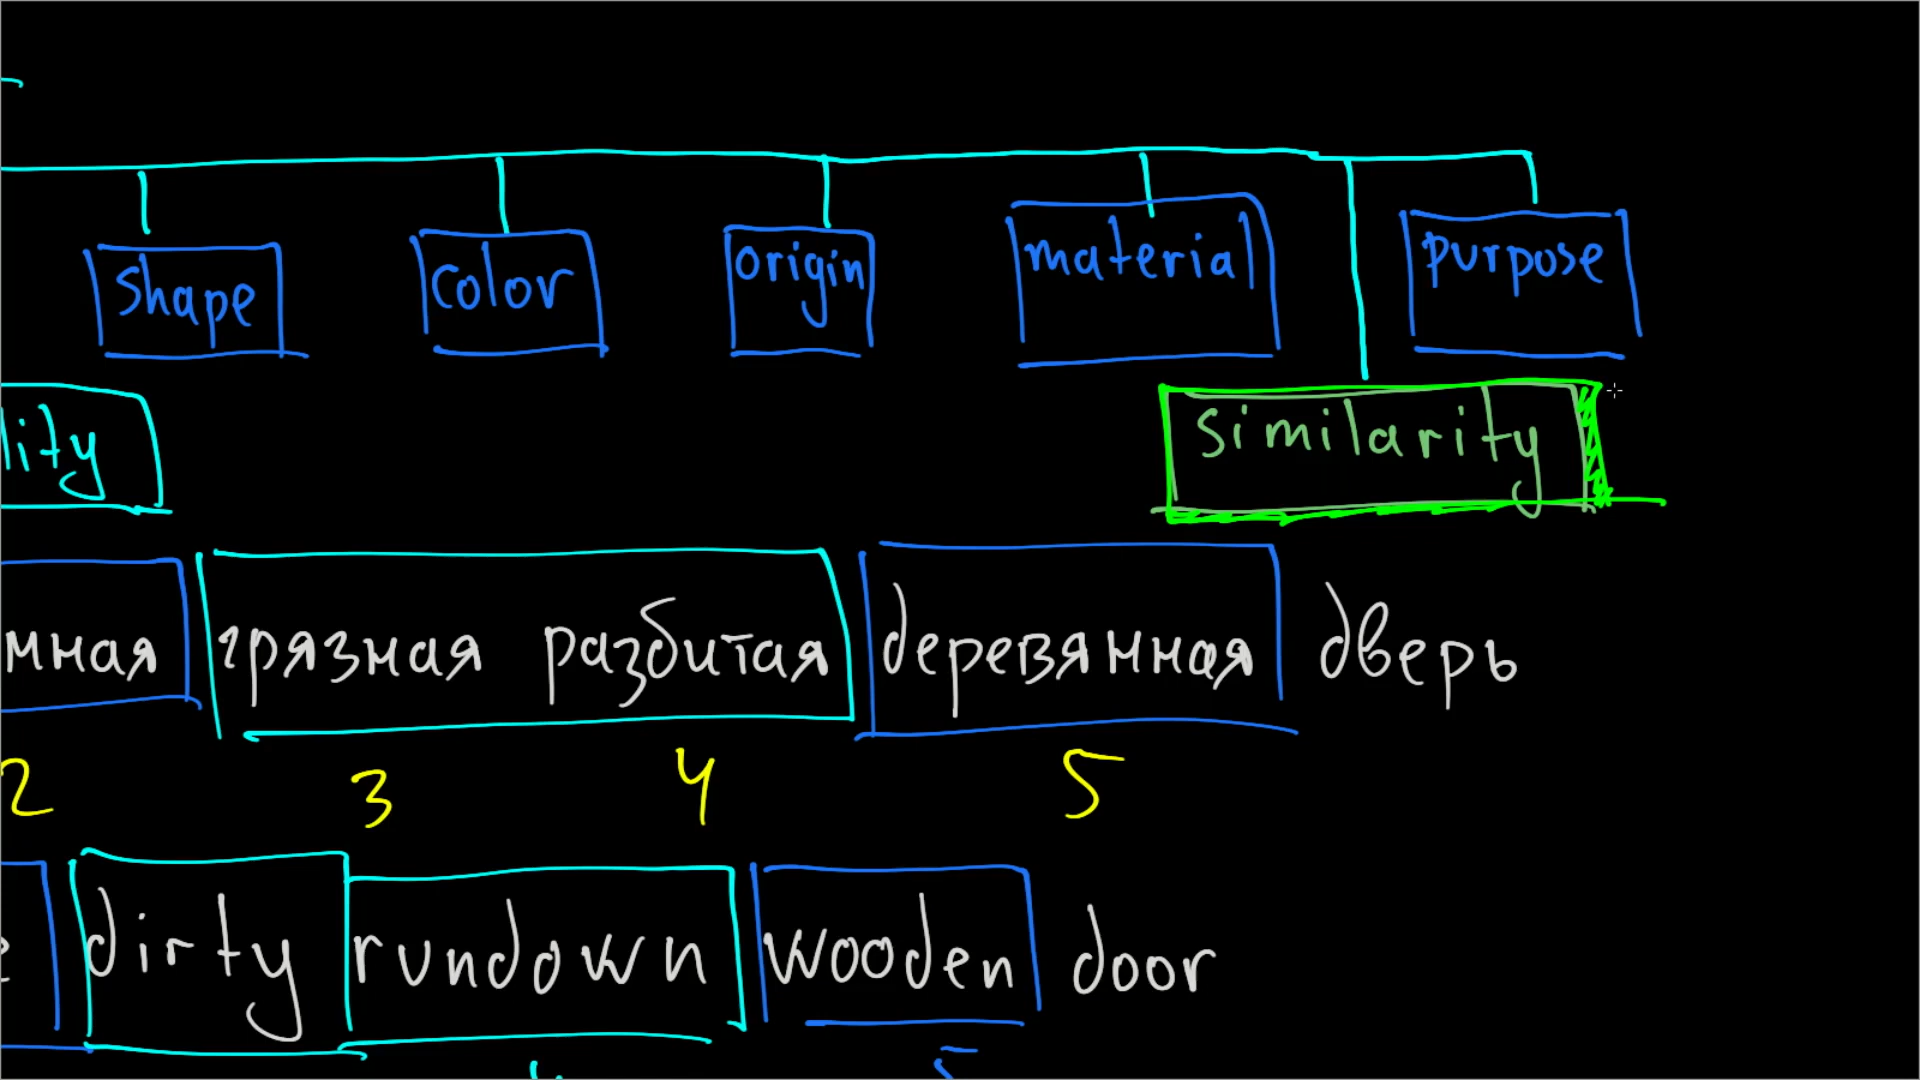 shape color origin material purpose
lity similarity
мная грязная разбитая деревянная дверь
2 3 4 5
e dirty rundown wooden door
5